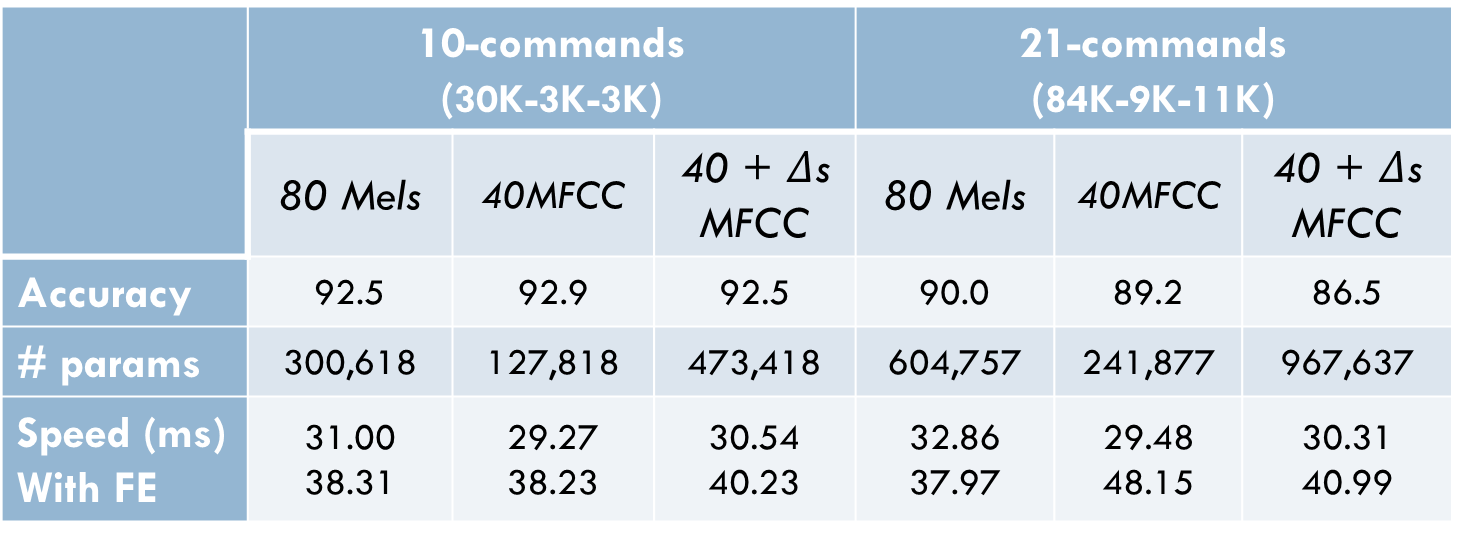 10-commands
(30K-3K-3K)
21-commands
(84K-9K-11K)
80 Mels
40MFCC
40 + Δs
MFCC
80 Mels
40MFCC
40 + Δs
MFCC
Accuracy 92.5 92.9 92.5 90.0 89.2 86.5
# params 300,618 127,818 473,418 604,757 241,877 967,637
Speed (ms) 31.00 29.27 30.54 32.86 29.48 30.31
With FE 38.31 38.23 40.23 37.97 48.15 40.99